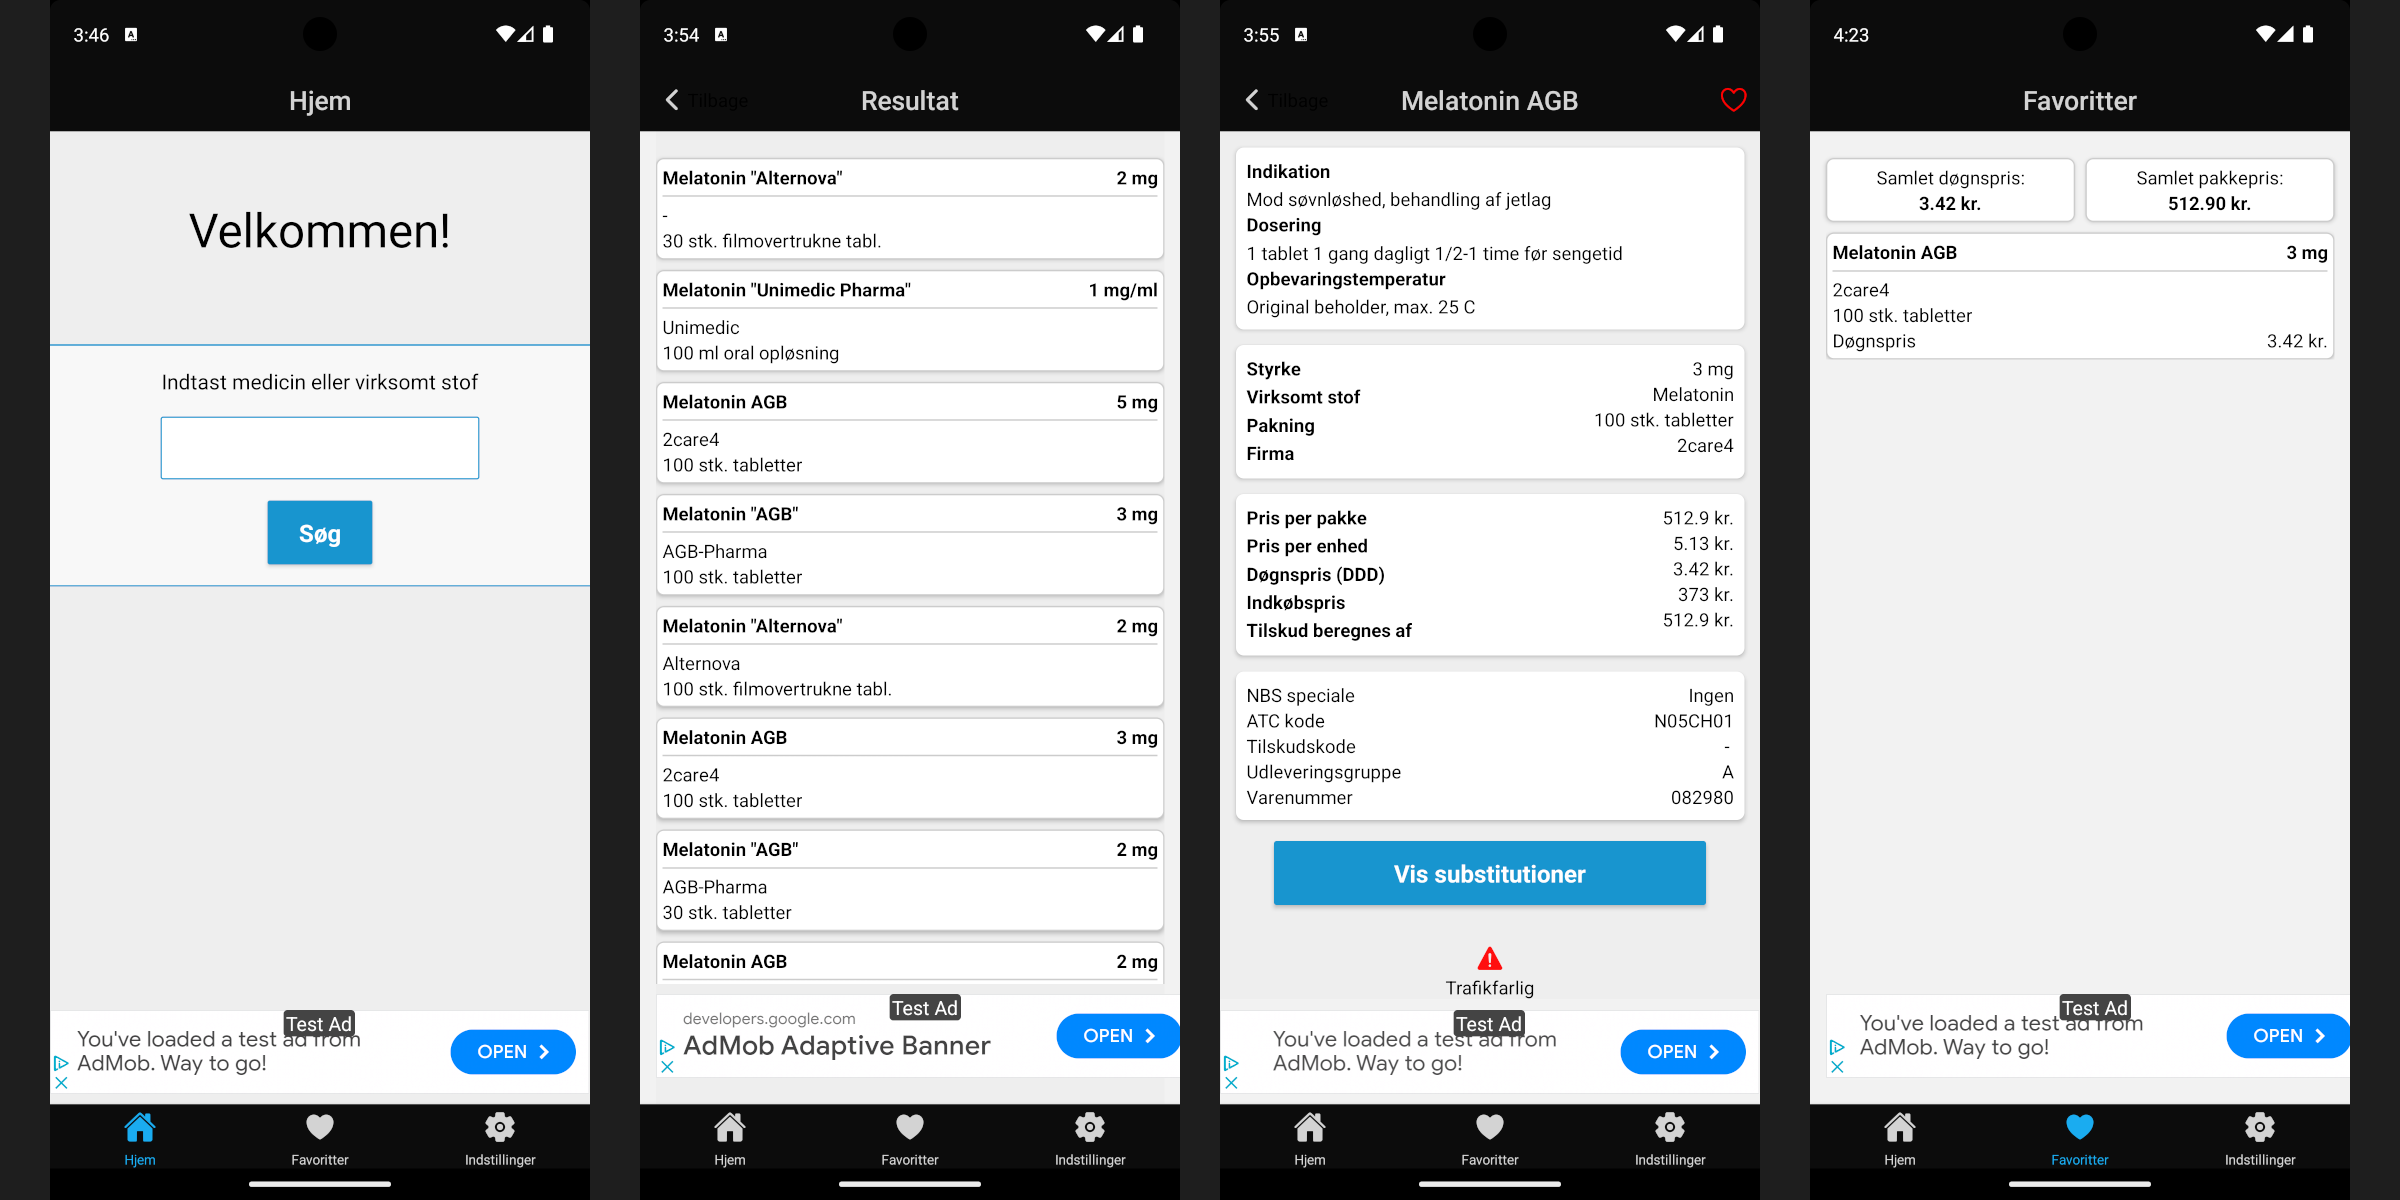 3:46
Hjem
Velkommen!
Indtast medicin eller virksomt stof
Søg
Test Ad
You've loaded a test ad from
AdMob. Way to go!
OPEN
Hjem
Favoritter
Indstillinger
3:54
Tilbage
Resultat
Melatonin "Alternova"
2 mg
-
30 stk. filmovertrukne tabl.
Melatonin "Unimedic Pharma"
1 mg/ml
Unimedic
100 ml oral opløsning
Melatonin AGB
5 mg
2care4
100 stk. tabletter
Melatonin "AGB"
3 mg
AGB-Pharma
100 stk. tabletter
Melatonin "Alternova"
2 mg
Alternova
100 stk. filmovertrukne tabl.
Melatonin AGB
3 mg
2care4
100 stk. tabletter
Melatonin "AGB"
2 mg
AGB-Pharma
30 stk. tabletter
Melatonin AGB
2 mg
Test Ad
developers.google.com
AdMob Adaptive Banner
OPEN
Hjem
Favoritter
Indstillinger
3:55
Tilbage
Melatonin AGB
Indikation
Mod søvnløshed, behandling af jetlag
Dosering
1 tablet 1 gang dagligt 1/2-1 time før sengetid
Opbevaringstemperatur
Original beholder, max. 25 C
Styrke
3 mg
Virksomt stof
Melatonin
Pakning
100 stk. tabletter
Firma
2care4
Pris per pakke
512.9 kr.
Pris per enhed
5.13 kr.
Døgnspris (DDD)
3.42 kr.
Indkøbspris
373 kr.
Tilskud beregnes af
512.9 kr.
NBS speciale
Ingen
ATC kode
N05CH01
Tilskudskode
-
Udleveringsgruppe
A
Varenummer
082980
Vis substitutioner
Trafikfarlig
Test Ad
You've loaded a test ad from
AdMob. Way to go!
OPEN
Hjem
Favoritter
Indstillinger
4:23
Favoritter
Samlet døgnspris:
3.42 kr.
Samlet pakkepris:
512.90 kr.
Melatonin AGB
3 mg
2care4
100 stk. tabletter
Døgnspris
3.42 kr.
Test Ad
You've loaded a test ad from
AdMob. Way to go!
OPEN
Hjem
Favoritter
Indstillinger